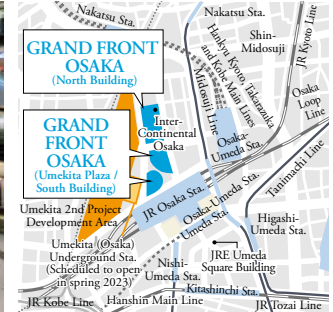 Nakatsu Sta.
Nakatsu Sta.
GRAND FRONT
OSAKA
(North Building)
Shin-
Midosuji
JR Kyoto Line
Hankyu Kyoto, Takarazuka
and Kobe Main Lines
Midosuji Line
Inter-
Continental
Osaka
Osaka
Loop
Line
GRAND
FRONT
OSAKA
(Umekita Plaza /
South Building)
Osaka-
Umeda Sta.
Tanimachi Line
JR Osaka Sta.
Osaka-Umeda Sta.
Umeda Sta.
Umekita 2nd Project
Development Area
Higashi-
Umeda Sta.
Umekita (Osaka)
Underground Sta.
(Scheduled to open
in spring 2023)
Nishi-
Umeda Sta.
JRE Umeda
Square Building
Kitashinchi Sta.
JR Kobe Line
Hanshin Main Line
JR Tozai Line